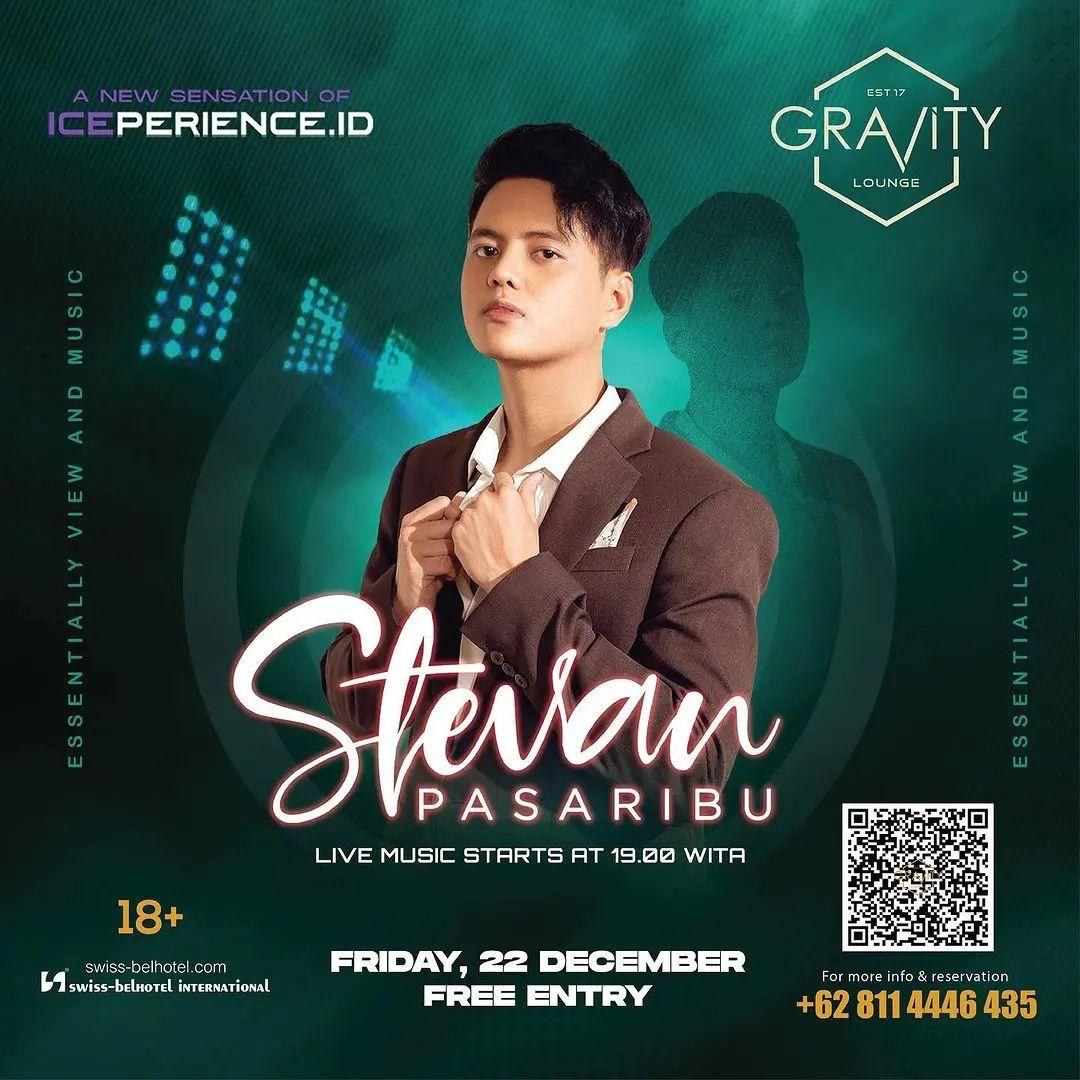 A NEW SENSATION OF
ICEPERIENCE.ID
EST 17
GRAVITY
LOUNGE
ESSENTIALLY VIEW AND MUSIC
ESSENTIALLY VIEW AND MUSIC
Stevan
PASARIBU
LIVE MUSIC STARTS AT 19.00 WITA
18+
swiss-belhotel.com
swiss-belhotel INTERNATIONAL
FRIDAY, 22 DECEMBER
FREE ENTRY
For more info & reservation
+62 811 4446 435